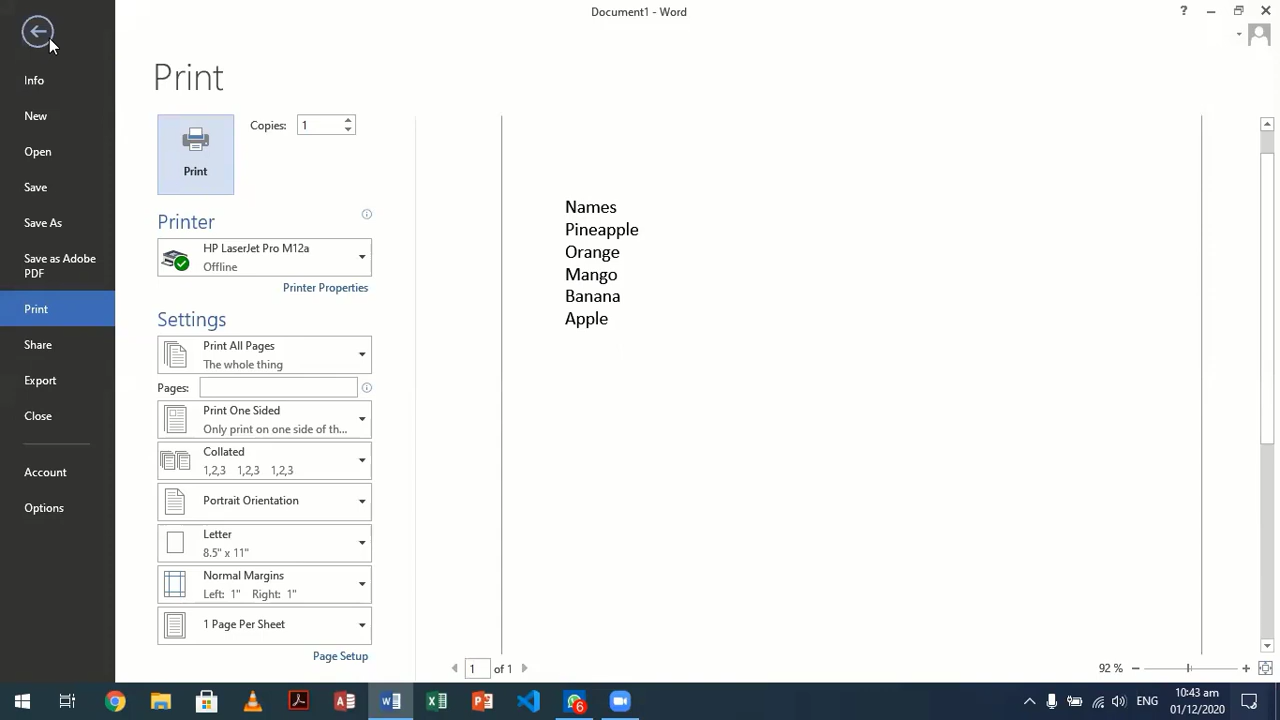 Document1 - Word
?
Info
New
Open
Save
Save As
Save as Adobe
PDF
Print
Share
Export
Close
Account
Options
Print
Print
Copies: 1
Printer
HP LaserJet Pro M12a
Offline
Printer Properties
Settings
Print All Pages
The whole thing
Pages:
Print One Sided
Only print on one side of th...
Collated
1,2,3 1,2,3 1,2,3
Portrait Orientation
Letter
8.5" x 11"
Normal Margins
Left: 1" Right: 1"
1 Page Per Sheet
Page Setup
Names
Pineapple
Orange
Mango
Banana
Apple
1 of 1
92 %
6
ENG
10:43 am
01/12/2020